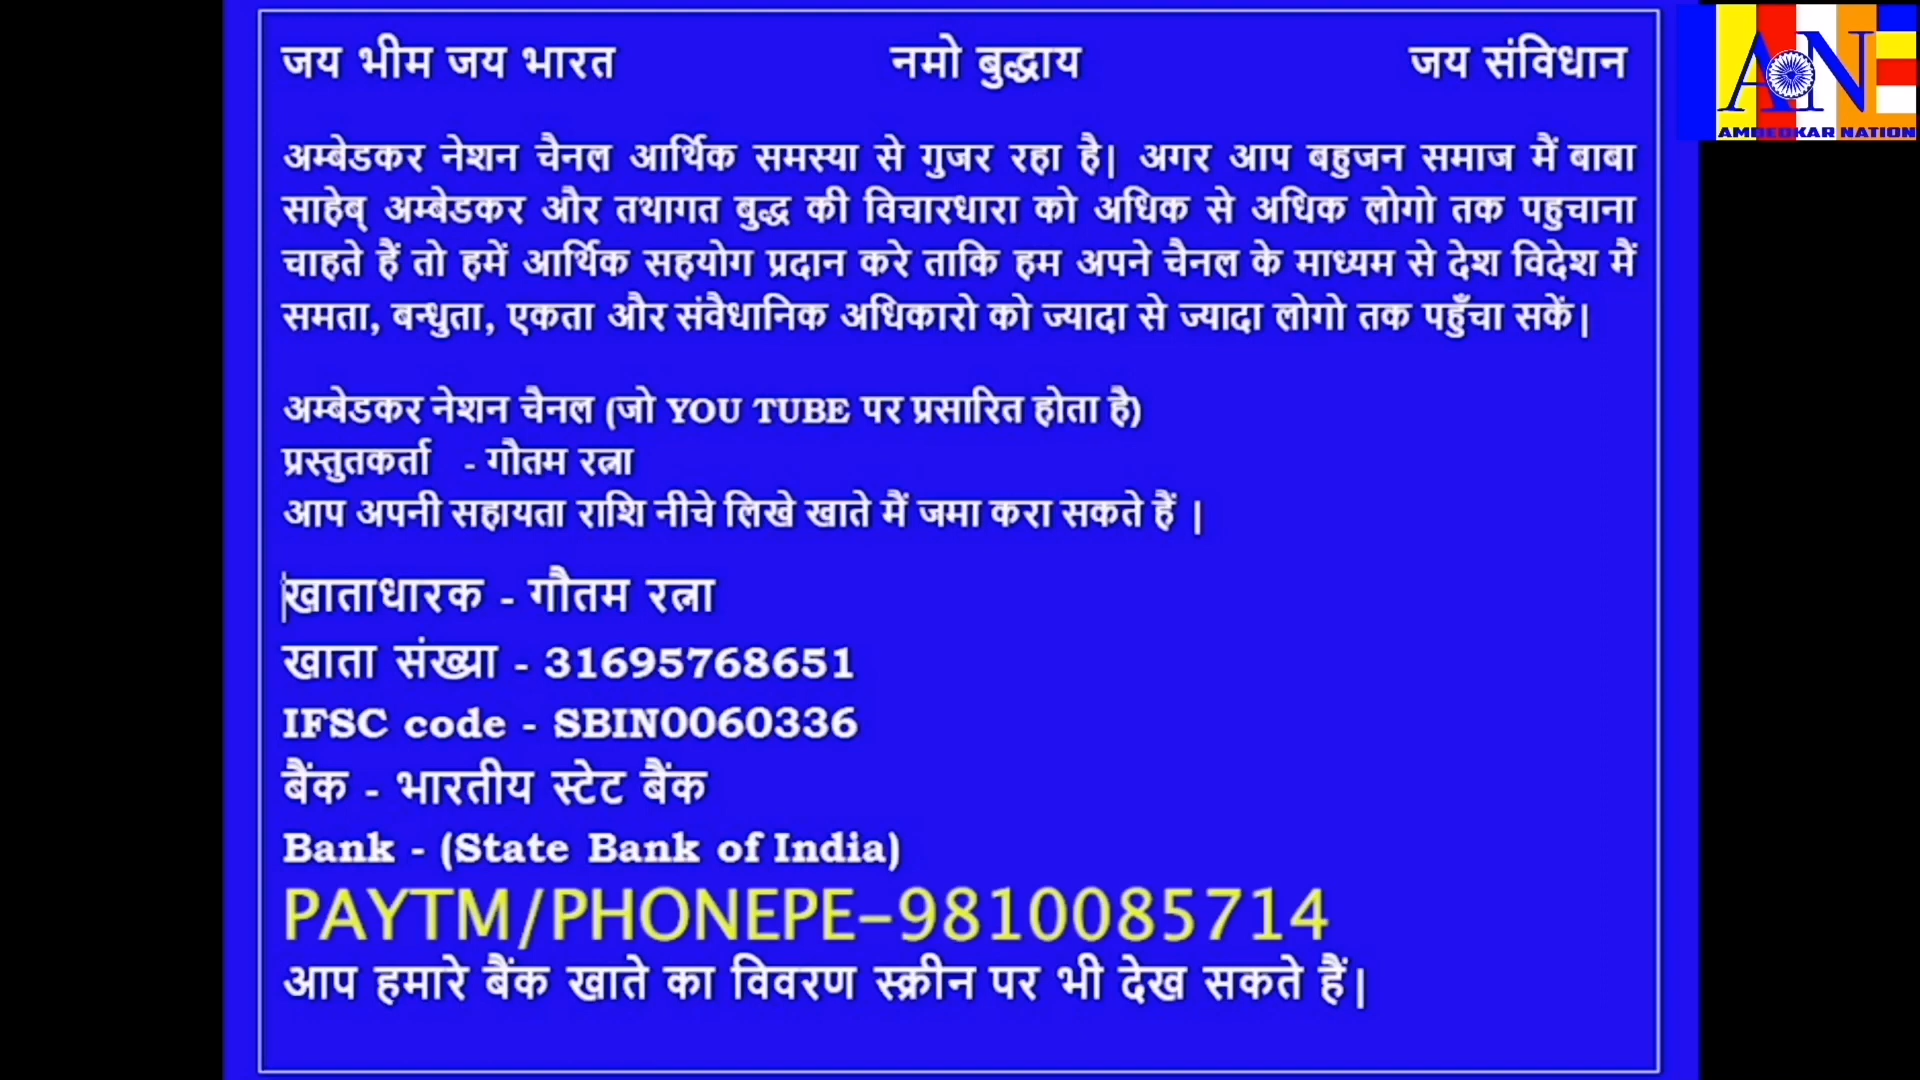 जय भीम जय भारत नमो बुद्धाय जय संविधान
AN
AMBEDKAR NATION
अम्बेडकर नेशन चैनल आर्थिक समस्या से गुजर रहा है| अगर आप बहुजन समाज मैं बाबा
साहेब् अम्बेडकर और तथागत बुद्ध की विचारधारा को अधिक से अधिक लोगो तक पहुचाना
चाहते हैं तो हमें आर्थिक सहयोग प्रदान करे ताकि हम अपने चैनल के माध्यम से देश विदेश मैं
समता, बन्धुता, एकता और संवैधानिक अधिकारो को ज्यादा से ज्यादा लोगो तक पहुँचा सकें|
अम्बेडकर नेशन चैनल (जो YOU TUBE पर प्रसारित होता है)
प्रस्तुतकर्ता - गौतम रत्ना
आप अपनी सहायता राशि नीचे लिखे खाते मैं जमा करा सकते हैं |
खाताधारक - गौतम रत्ना
खाता संख्या - 31695768651
IFSC code - SBIN0060336
बैंक - भारतीय स्टेट बैंक
Bank - (State Bank of India)
PAYTM/PHONEPE-9810085714
आप हमारे बैंक खाते का विवरण स्क्रीन पर भी देख सकते हैं|